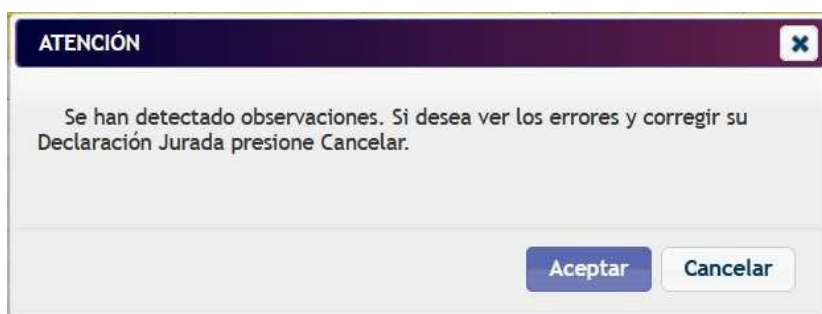 ATENCIÓN
Se han detectado observaciones. Si desea ver los errores y corregir su
Declaración Jurada presione Cancelar.
Aceptar Cancelar